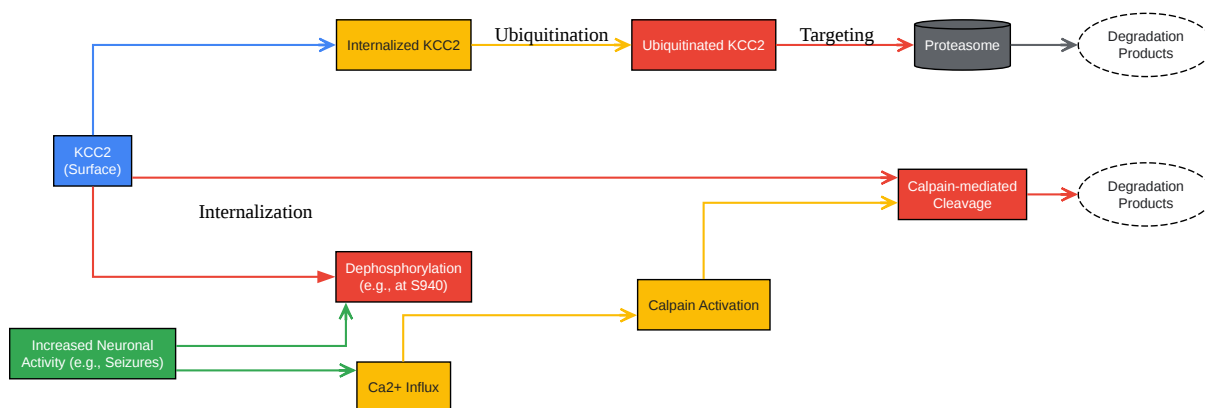 Internalized KCC2
Ubiquitination
Ubiquitinated KCC2
Targeting
Proteasome
Degradation
Products
KCC2
(Surface)
Internalization
Calpain-mediated
Cleavage
Degradation
Products
Dephosphorylation
(e.g., at S940)
Calpain Activation
Increased Neuronal
Activity (e.g., Seizures)
Ca2+ Influx